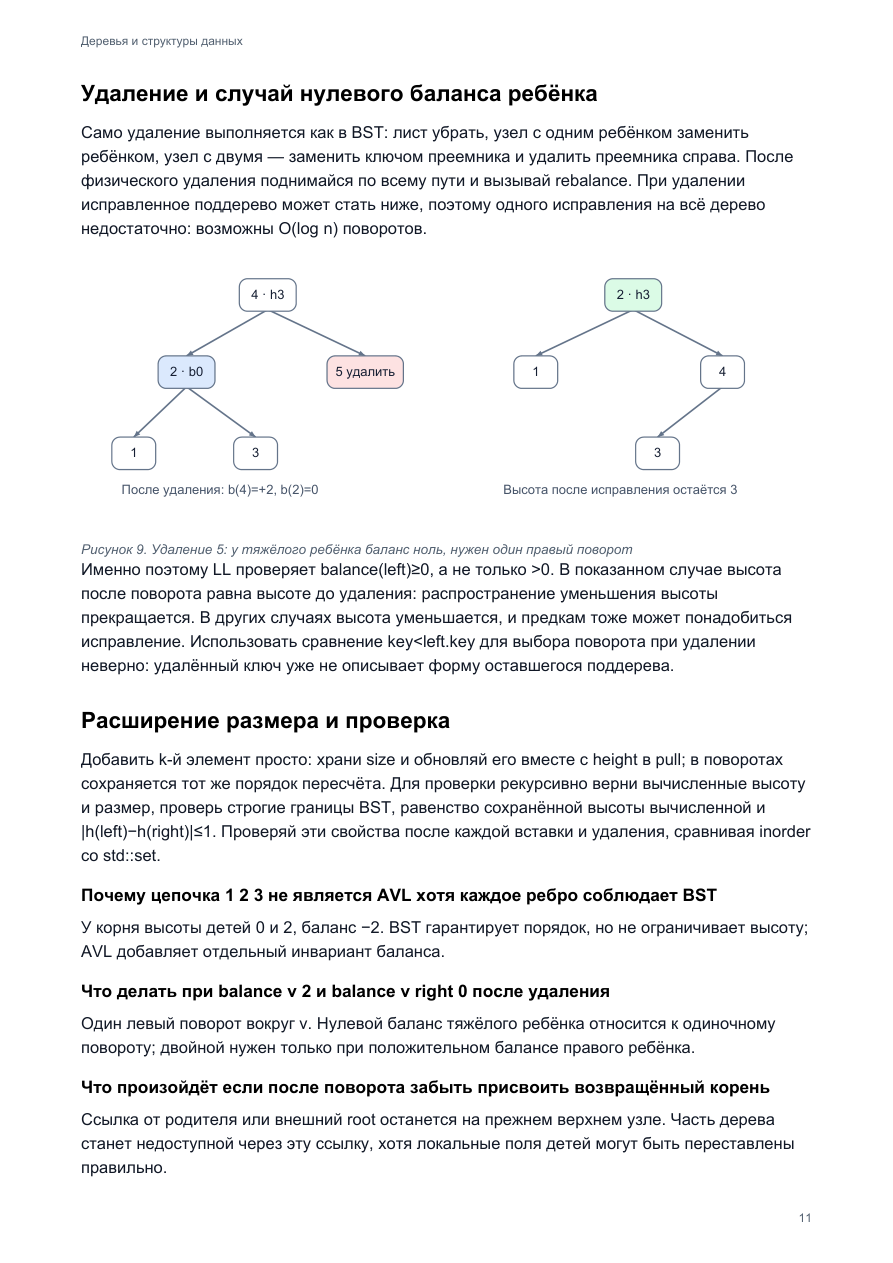 Деревья и структуры данных
Удаление и случай нулевого баланса ребёнка
Само удаление выполняется как в BST: лист убрать, узел с одним ребёнком заменить
ребёнком, узел с двумя — заменить ключом преемника и удалить преемника справа. После
физического удаления поднимайся по всему пути и вызывай rebalance. При удалении
исправленное поддерево может стать ниже, поэтому одного исправления на всё дерево
недостаточно: возможны O(log n) поворотов.
4 · h3
2 · b0
5 удалить
1
3
После удаления: b(4)=+2, b(2)=0
2 · h3
1
4
3
Высота после исправления остаётся 3
Рисунок 9. Удаление 5: у тяжёлого ребёнка баланс ноль, нужен один правый поворот
Именно поэтому LL проверяет balance(left)≥0, а не только >0. В показанном случае высота
после поворота равна высоте до удаления: распространение уменьшения высоты
прекращается. В других случаях высота уменьшается, и предкам тоже может понадобиться
исправление. Использовать сравнение key<left.key для выбора поворота при удалении
неверно: удалённый ключ уже не описывает форму оставшегося поддерева.
Расширение размера и проверка
Добавить k-й элемент просто: храни size и обновляй его вместе с height в pull; в поворотах
сохраняется тот же порядок пересчёта. Для проверки рекурсивно верни вычисленные высоту
и размер, проверь строгие границы BST, равенство сохранённой высоты вычисленной и
|h(left)−h(right)|≤1. Проверяй эти свойства после каждой вставки и удаления, сравнивая inorder
со std::set.
Почему цепочка 1 2 3 не является AVL хотя каждое ребро соблюдает BST
У корня высоты детей 0 и 2, баланс −2. BST гарантирует порядок, но не ограничивает высоту;
AVL добавляет отдельный инвариант баланса.
Что делать при balance v 2 и balance v right 0 после удаления
Один левый поворот вокруг v. Нулевой баланс тяжёлого ребёнка относится к одиночному
повороту; двойной нужен только при положительном балансе правого ребёнка.
Что произойдёт если после поворота забыть присвоить возвращённый корень
Ссылка от родителя или внешний root останется на прежнем верхнем узле. Часть дерева
станет недоступной через эту ссылку, хотя локальные поля детей могут быть переставлены
правильно.
11